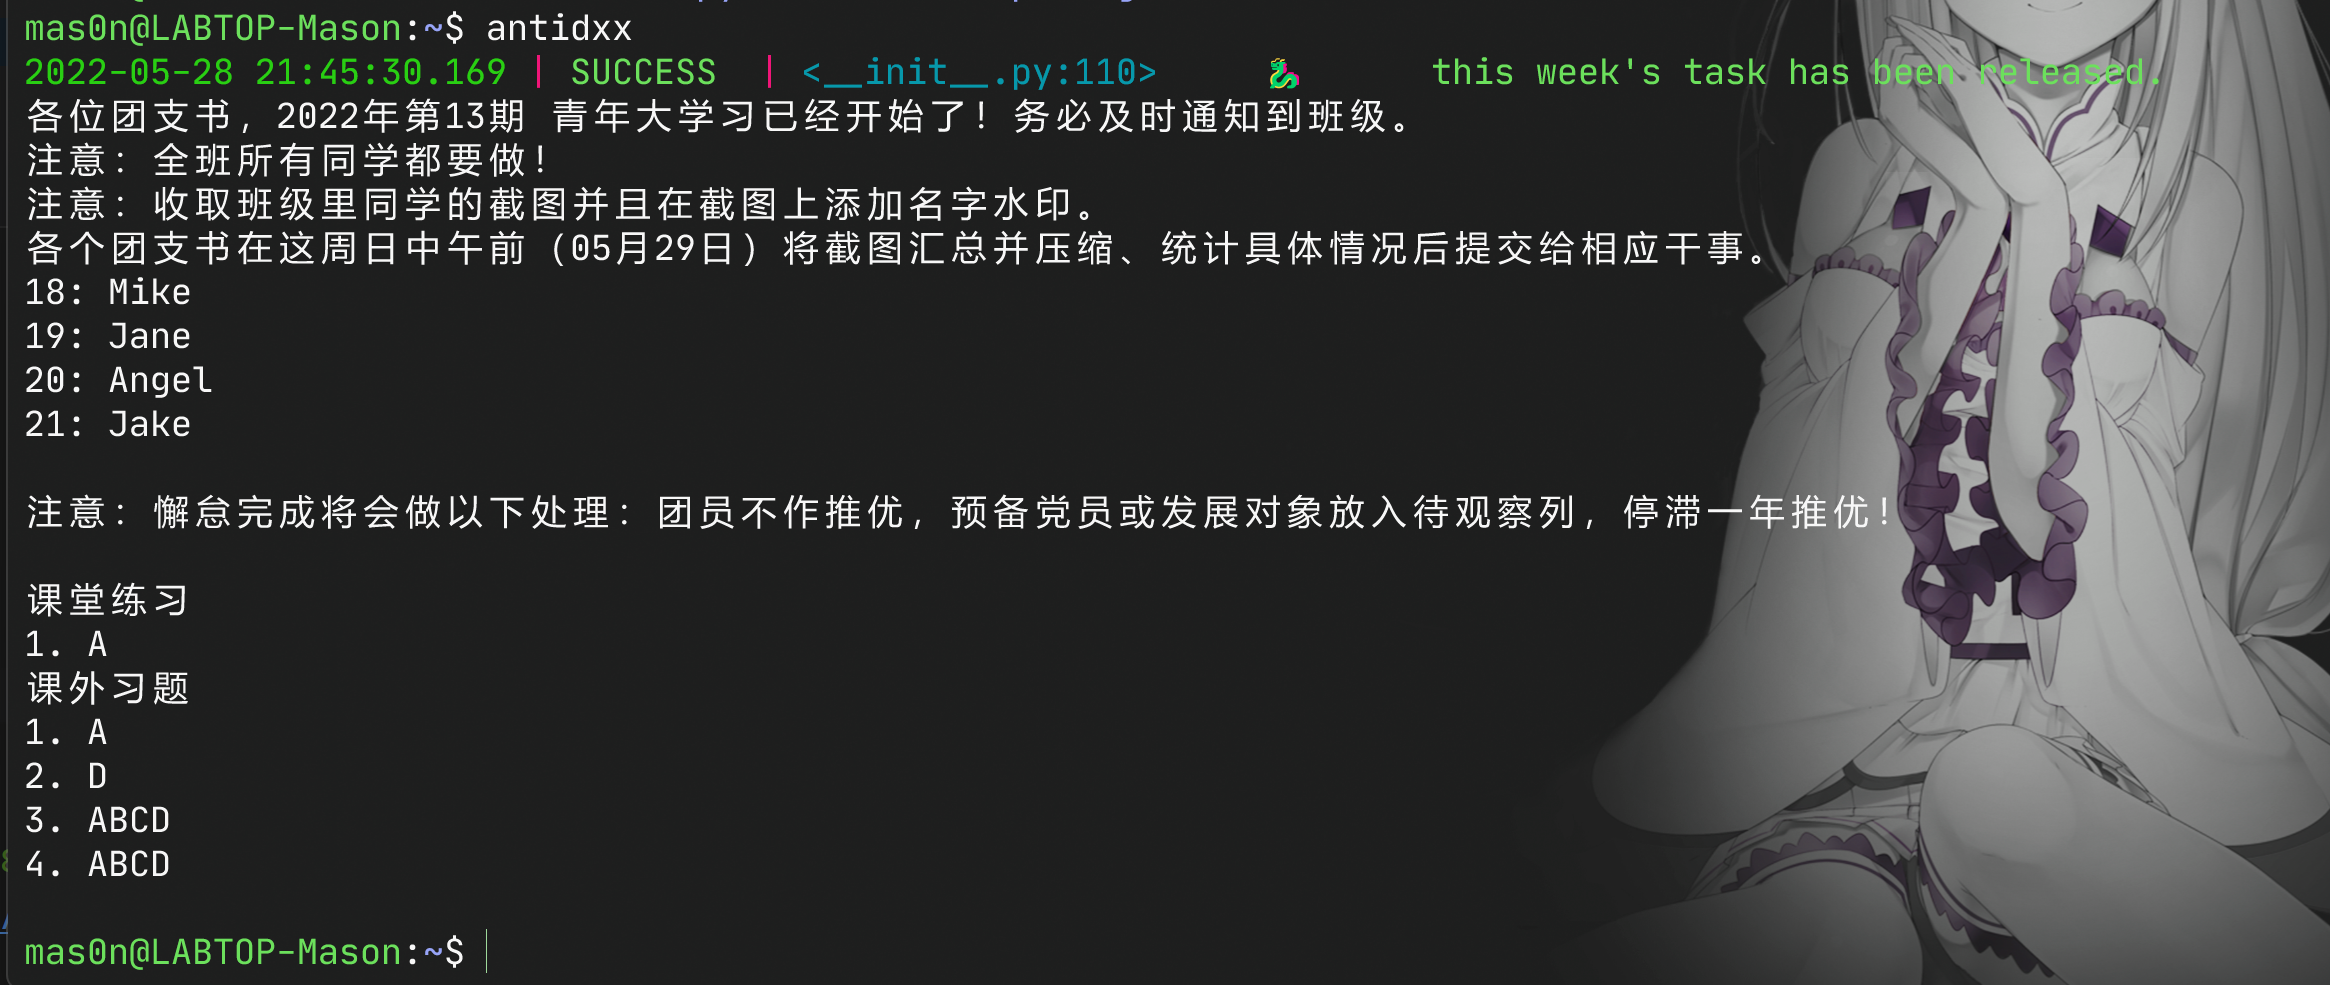 mas0n@LABTOP-Mason:~$ antidxx
2022-05-28 21:45:30.169 | SUCCESS | <__init__.py:110> 🐉 this week's task has been released.
各位团支书，2022年第13期 青年大学习已经开始了！务必及时通知到班级。
注意：全班所有同学都要做！
注意：收取班级里同学的截图并且在截图上添加名字水印。
各个团支书在这周日中午前（05月29日）将截图汇总并压缩、统计具体情况后提交给相应干事。
18: Mike
19: Jane
20: Angel
21: Jake
注意：懈怠完成将会做以下处理：团员不作推优，预备党员或发展对象放入待观察列，停滞一年推优！
课堂练习
1. A
课外习题
1. A
2. D
3. ABCD
4. ABCD
mas0n@LABTOP-Mason:~$